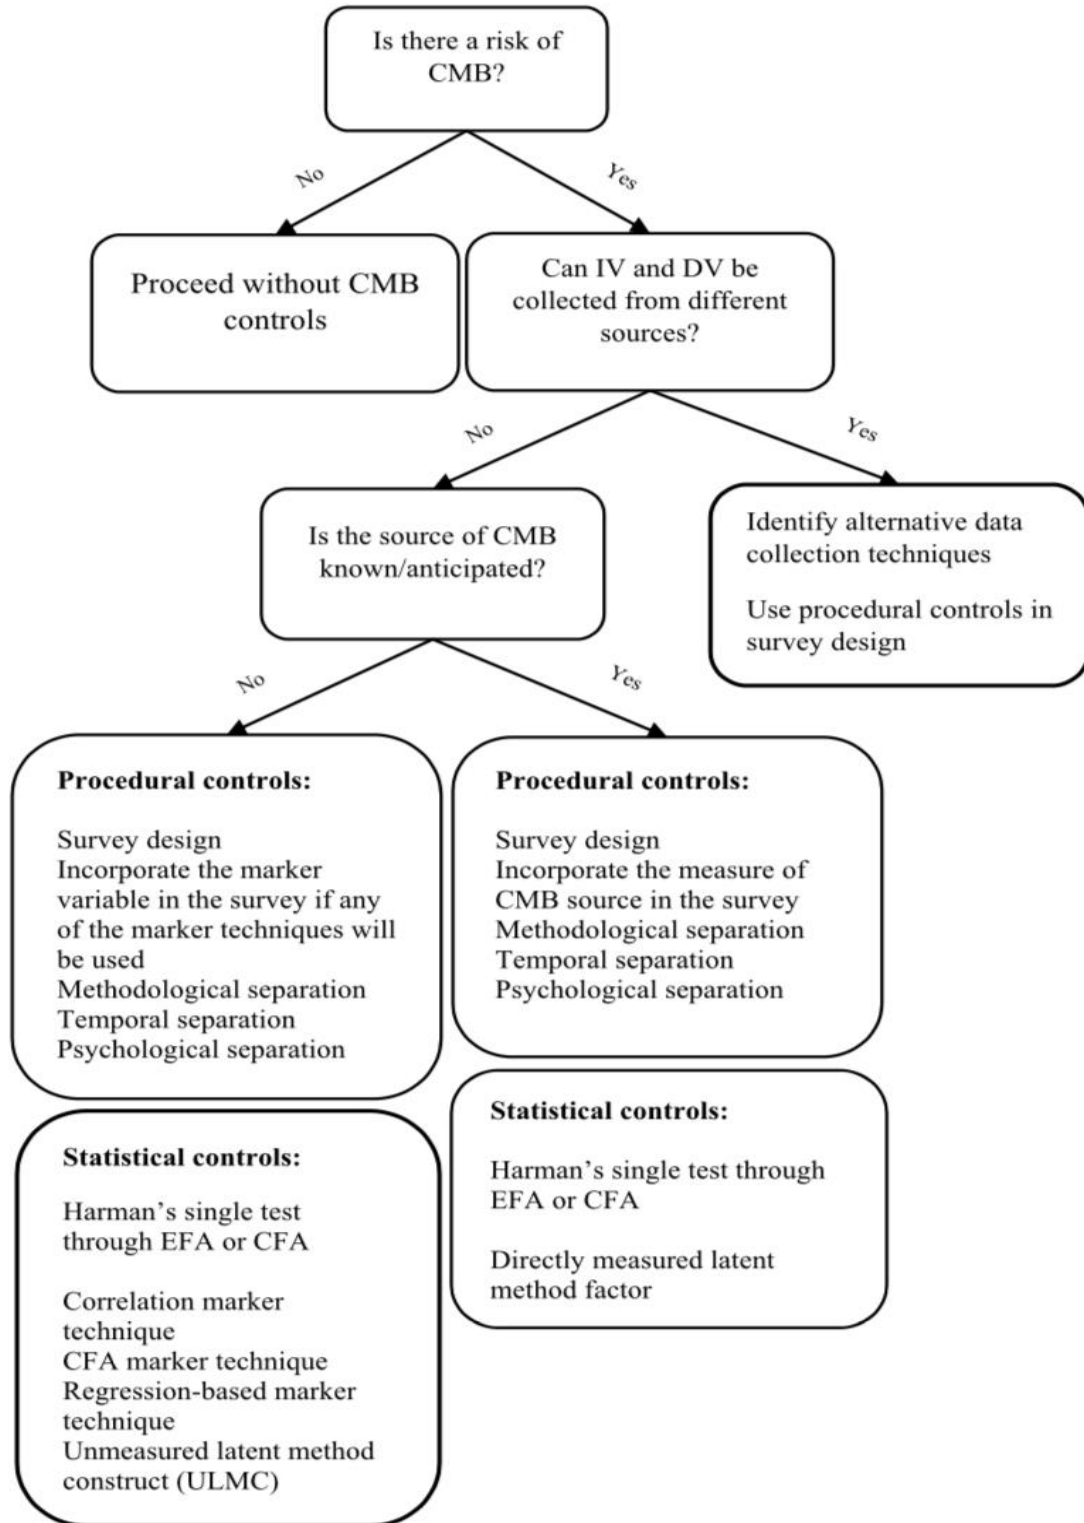 Is there a risk of
CMB?
No
Yes
Proceed without CMB
controls
Can IV and DV be
collected from different
sources?
No
Yes
Is the source of CMB
known/anticipated?
Identify alternative data
collection techniques
Use procedural controls in
survey design
No
Yes
Procedural controls:
Survey design
Incorporate the marker
variable in the survey if any
of the marker techniques will
be used
Methodological separation
Temporal separation
Psychological separation
Procedural controls:
Survey design
Incorporate the measure of
CMB source in the survey
Methodological separation
Temporal separation
Psychological separation
Statistical controls:
Harman’s single test
through EFA or CFA
Correlation marker
technique
CFA marker technique
Regression-based marker
technique
Unmeasured latent method
construct (ULMC)
Statistical controls:
Harman’s single test through
EFA or CFA
Directly measured latent
method factor